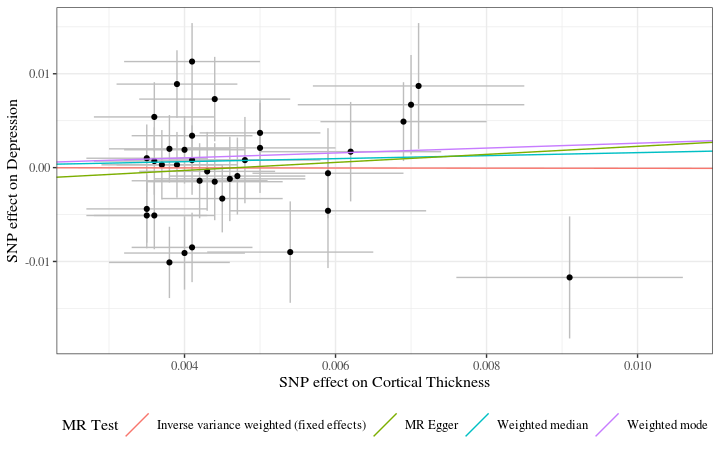 SNP effect on Depression
0.01
0.00
-0.01
0.004 0.006 0.008 0.010
SNP effect on Cortical Thickness
MR Test Inverse variance weighted (fixed effects) MR Egger Weighted median Weighted mode